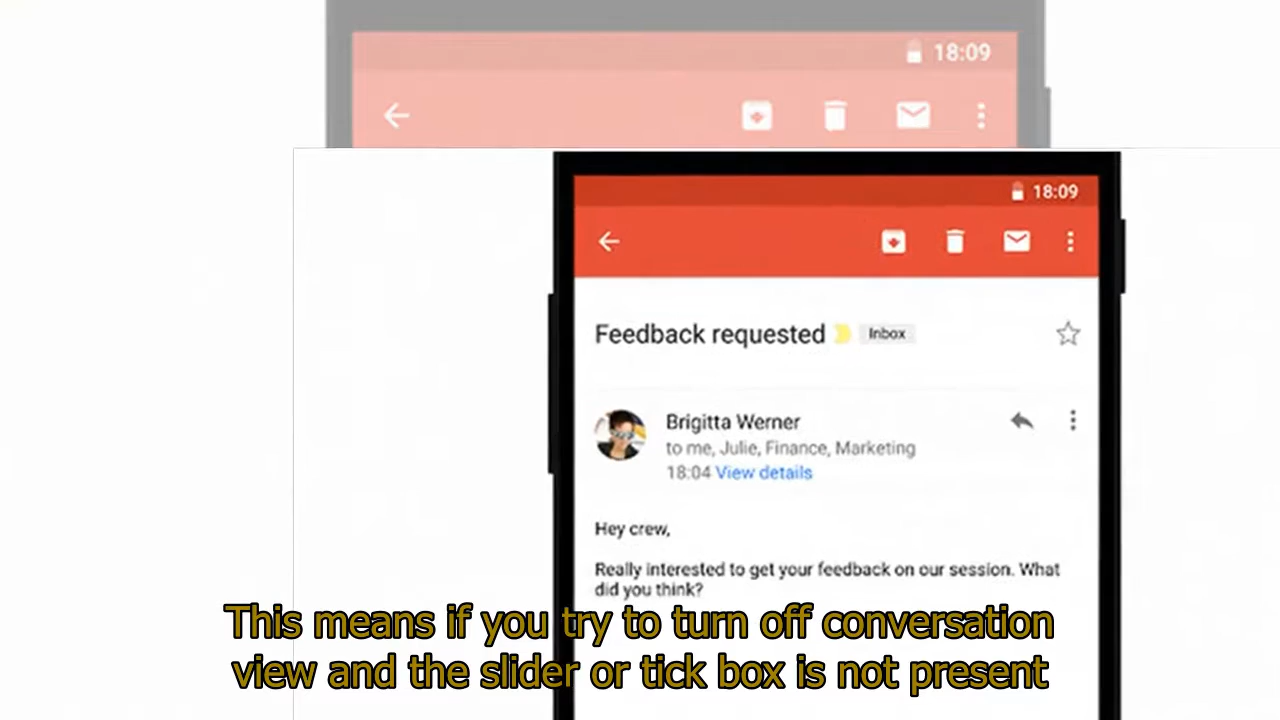 18:09
18:09
Feedback requested Inbox
Brigitta Werner
to me, Julie, Finance, Marketing
18:04 View details
Hey crew,
Really interested to get your feedback on our session. What
did you think?
This means if you try to turn off conversation
view and the slider or tick box is not present